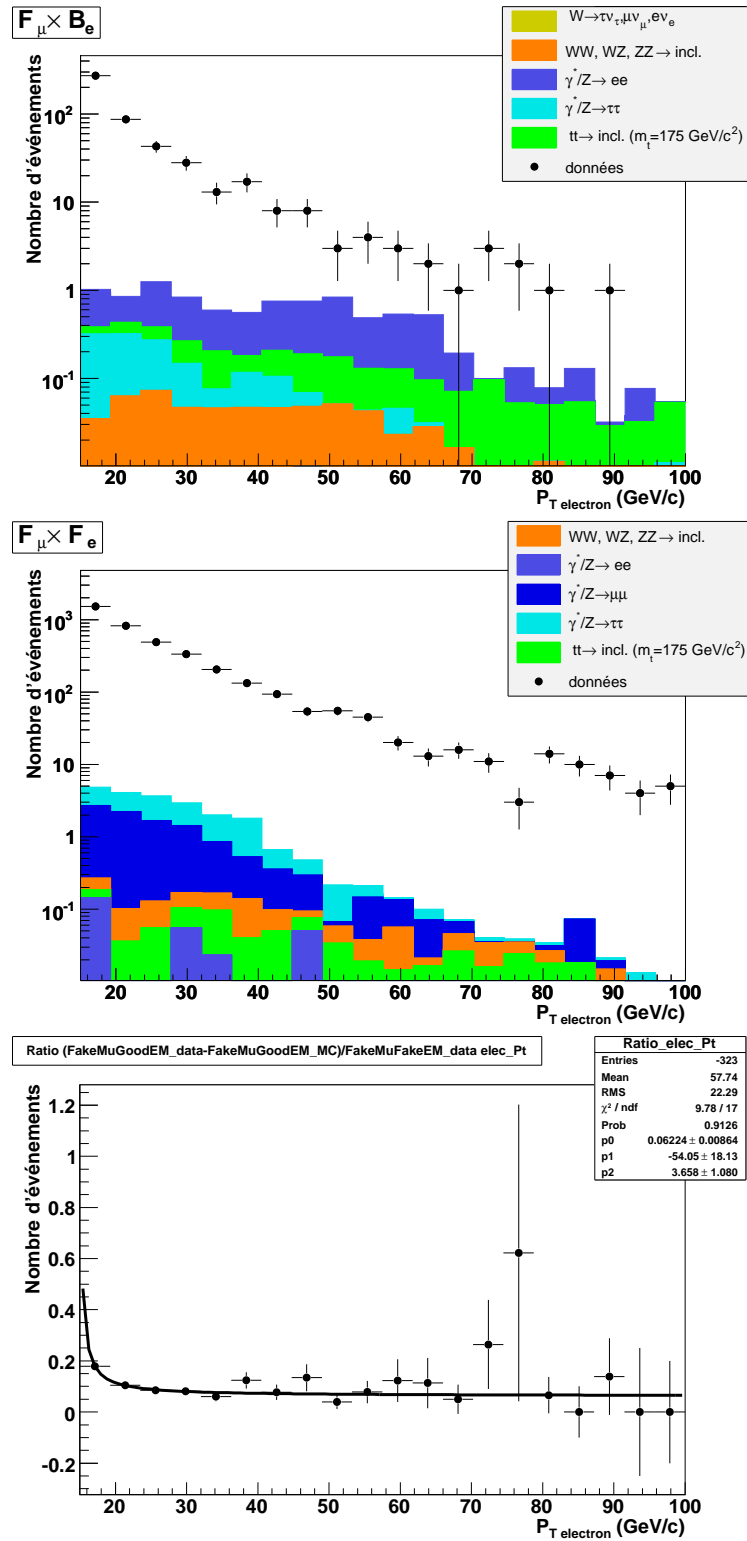 F_μ × B_e
W→τν_τ,μν_μ,eν_e
WW, WZ, ZZ→ incl.
γ*/Z→ ee
γ*/Z→ττ
tt→ incl. (m_t=175 GeV/c²)
données
Nombre d'événements
10²
10
1
10⁻¹
20 30 40 50 60 70 80 90 100
P_T electron (GeV/c)
F_μ × F_e
WW, WZ, ZZ→ incl.
γ*/Z→ ee
γ*/Z→μμ
γ*/Z→ττ
tt→ incl. (m_t=175 GeV/c²)
données
Nombre d'événements
10³
10²
10
1
10⁻¹
20 30 40 50 60 70 80 90 100
P_T electron (GeV/c)
Ratio (FakeMuGoodEM_data-FakeMuGoodEM_MC)/FakeMuFakeEM_data elec_Pt
Ratio_elec_Pt
Entries -323
Mean 57.74
RMS 22.29
χ² / ndf 9.78 / 17
Prob 0.9126
p0 0.06224 ± 0.00864
p1 -54.05 ± 18.13
p2 3.658 ± 1.080
Nombre d'événements
1.2
1
0.8
0.6
0.4
0.2
0
-0.2
20 30 40 50 60 70 80 90 100
P_T electron (GeV/c)